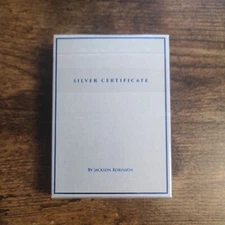 SILVER CERTIFICATE
BY JACKSON ROBINSON